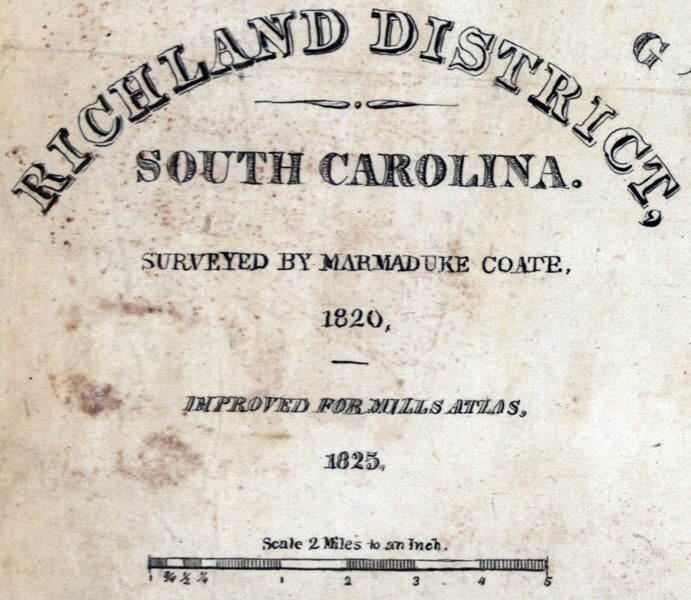 RICHLAND DISTRICT,
G,
SOUTH CAROLINA.
SURVEYED BY MARMADUKE COATE,
1820,
IMPROVED FOR MILLS ATLAS,
1825,
Scale 2 Miles to an Inch.
1 ¾ ½ ¼ 1 2 3 4 5